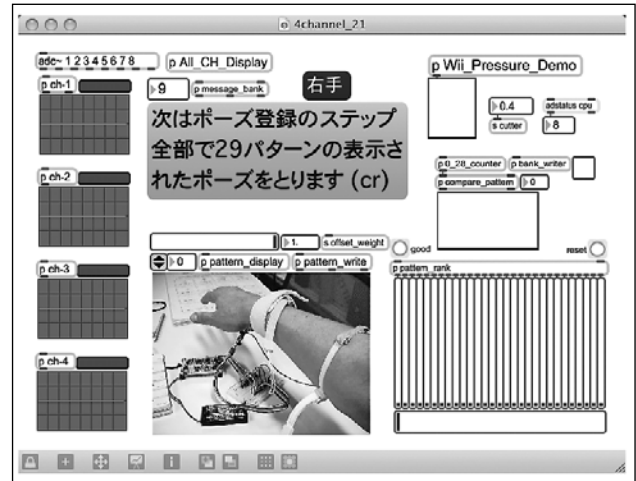 4channel_21
adc~ 1 2 3 4 5 6 7 8
p All_CH_Display
p Wii_Pressure_Demo
p ch-1
9
p message_bank
右手
次はポーズ登録のステップ
全部で29パターンの表示さ
れたポーズをとります (cr)
0.4
adstatus cpu
s cutter
8
p ch-2
p 0_28_counter
p bank_writer
p compare_pattern
0
1.
s offset_weight
good
reset
p ch-3
0
p pattern_display
p pattern_write
p pattern_rank
p ch-4